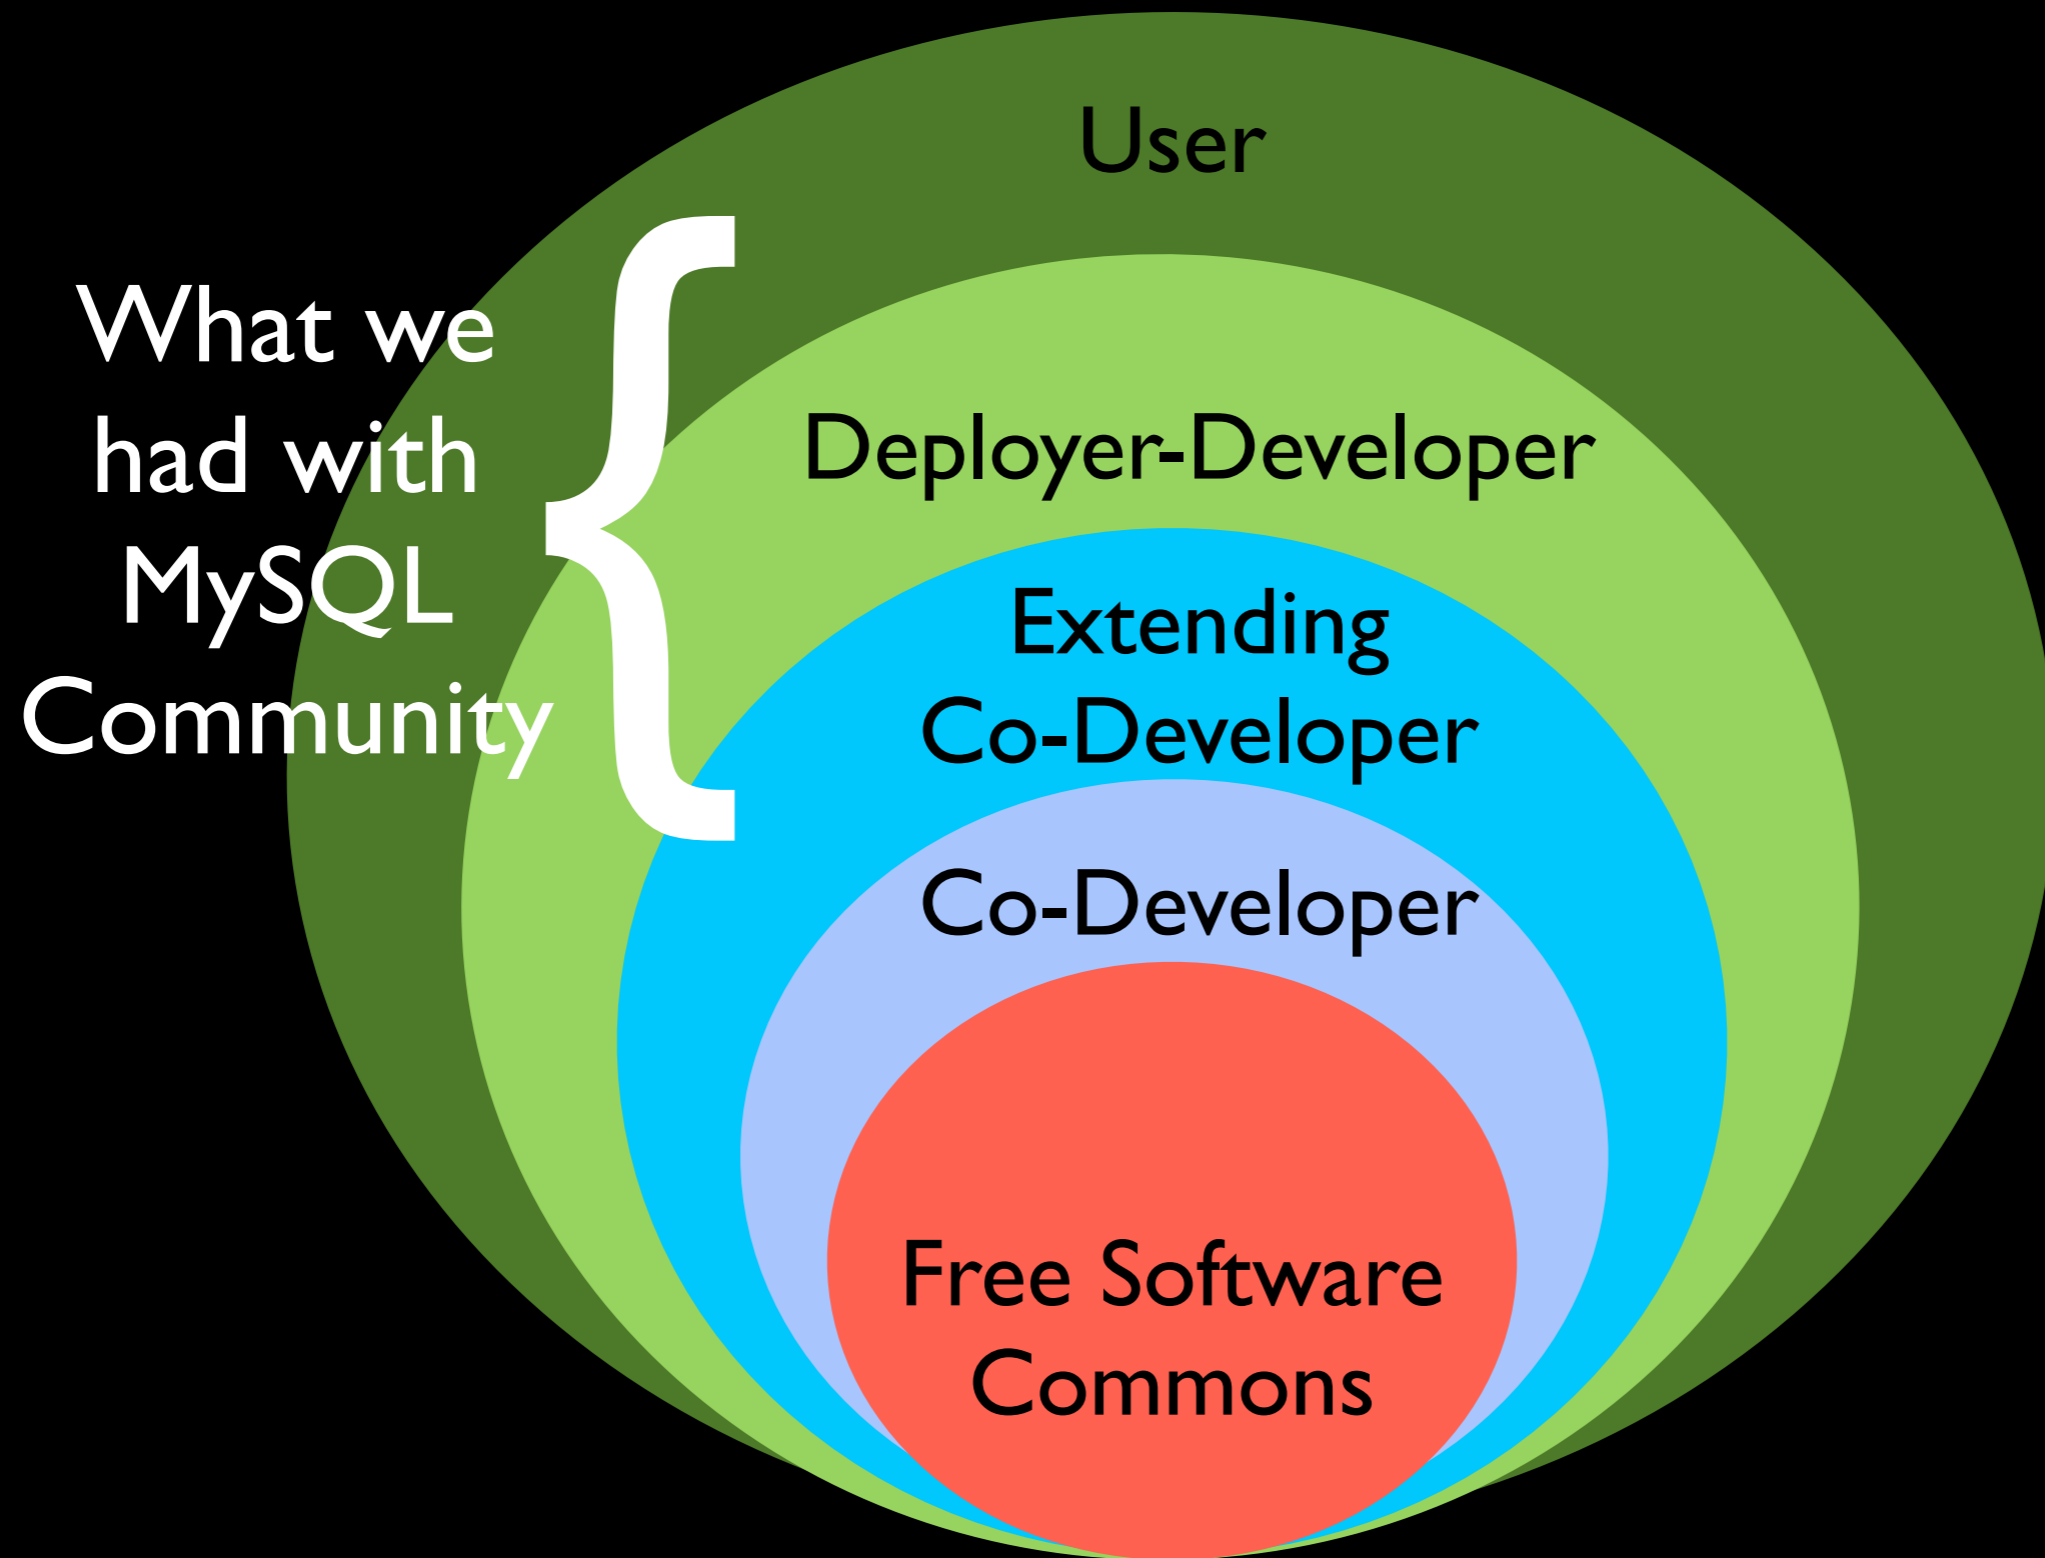 User
What we
had with
MySQL
Community
{
Deployer-Developer
Extending
Co-Developer
Co-Developer
Free Software
Commons